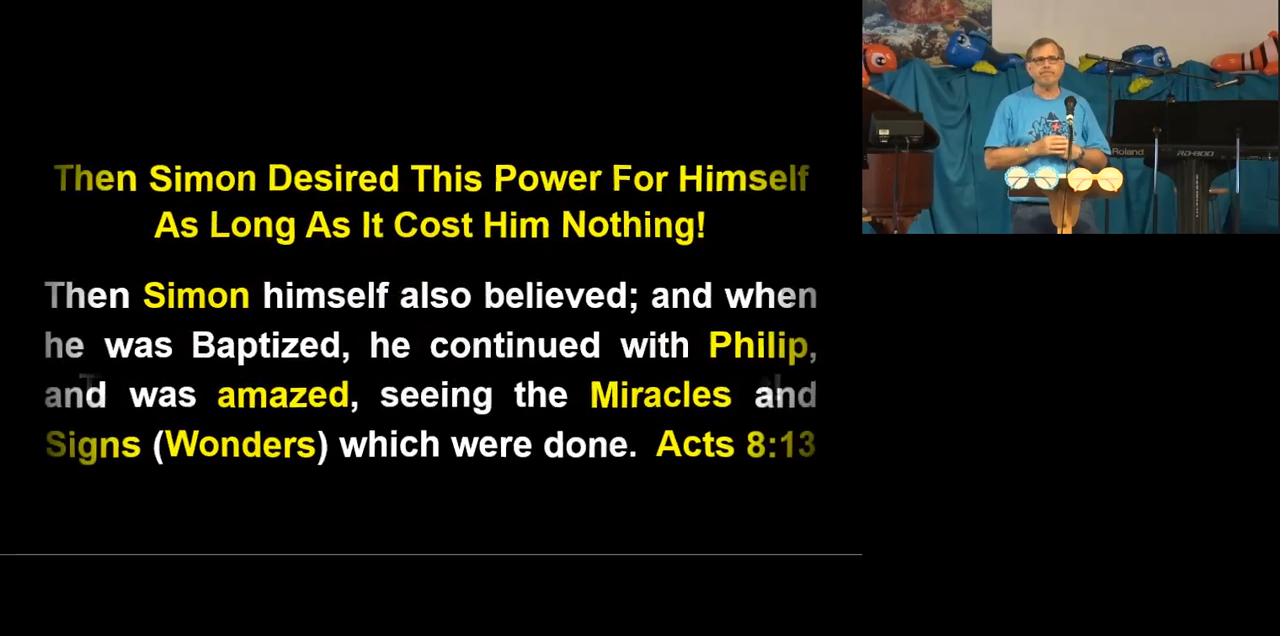 Then Simon Desired This Power For Himself
As Long As It Cost Him Nothing!
Then Simon himself also believed; and when
he was Baptized, he continued with Philip,
and was amazed, seeing the Miracles and
Signs (Wonders) which were done. Acts 8:13
Roland
RD-800